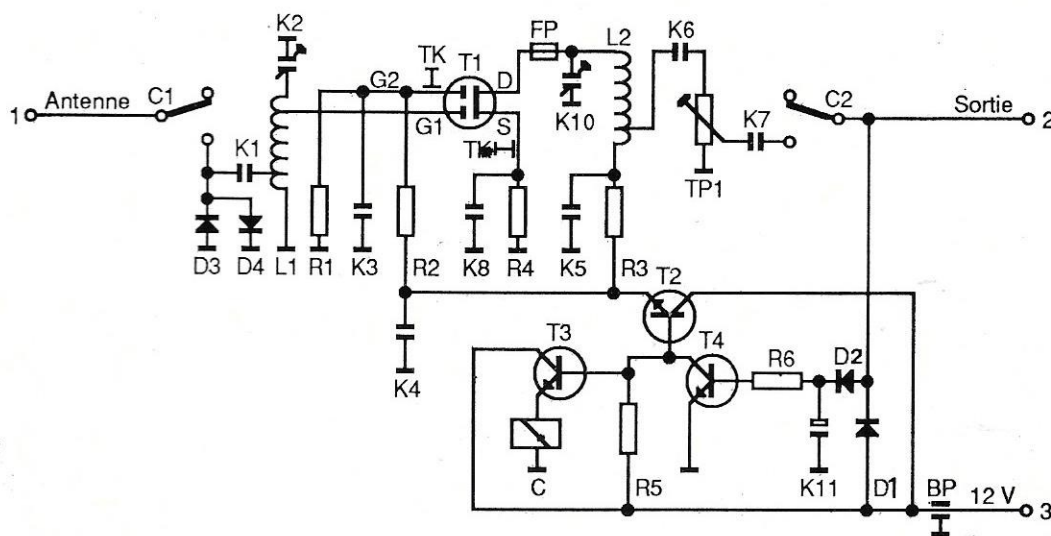 K2
FP
L2
K6
TK
T1
G2
D
1 Antenne
C1
K10
K7
C2
Sortie
2
G1
S
K1
TK
TP1
D3
D4
L1
R1
K3
R2
K8
R4
K5
R3
T2
T3
T4
R6
D2
K4
C
R5
K11
D1
BP
12 V
3